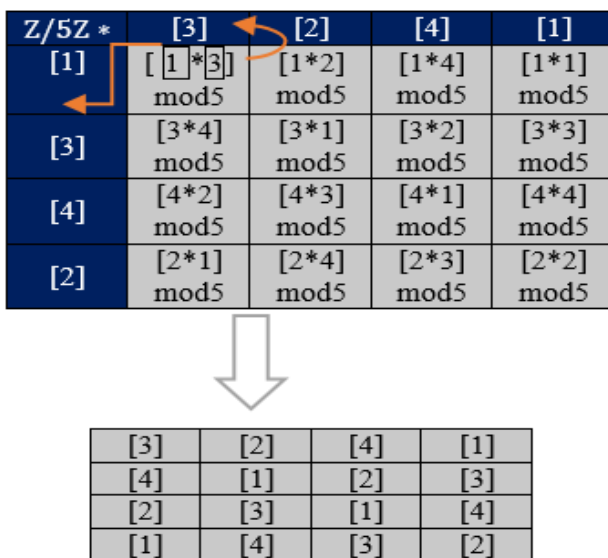 Z/5Z * [3] [2] [4] [1]
[1] [ 1 *3] mod5 [1*2] mod5 [1*4] mod5 [1*1] mod5
[3] [3*4] mod5 [3*1] mod5 [3*2] mod5 [3*3] mod5
[4] [4*2] mod5 [4*3] mod5 [4*1] mod5 [4*4] mod5
[2] [2*1] mod5 [2*4] mod5 [2*3] mod5 [2*2] mod5
[3] [2] [4] [1]
[4] [1] [2] [3]
[2] [3] [1] [4]
[1] [4] [3] [2]